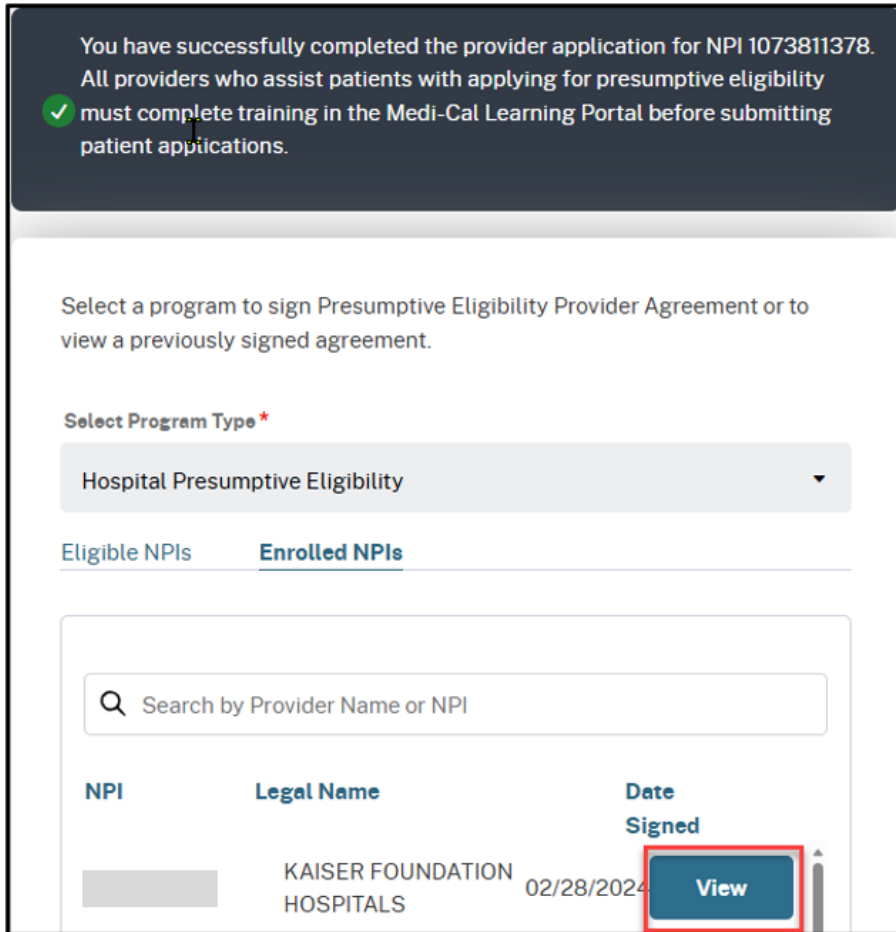 You have successfully completed the provider application for NPI 1073811378.
All providers who assist patients with applying for presumptive eligibility
must complete training in the Medi-Cal Learning Portal before submitting
patient applications.
Select a program to sign Presumptive Eligibility Provider Agreement or to
view a previously signed agreement.
Select Program Type*
Hospital Presumptive Eligibility
Eligible NPIs Enrolled NPIs
Search by Provider Name or NPI
NPI Legal Name Date
Signed
KAISER FOUNDATION
HOSPITALS 02/28/2024 View